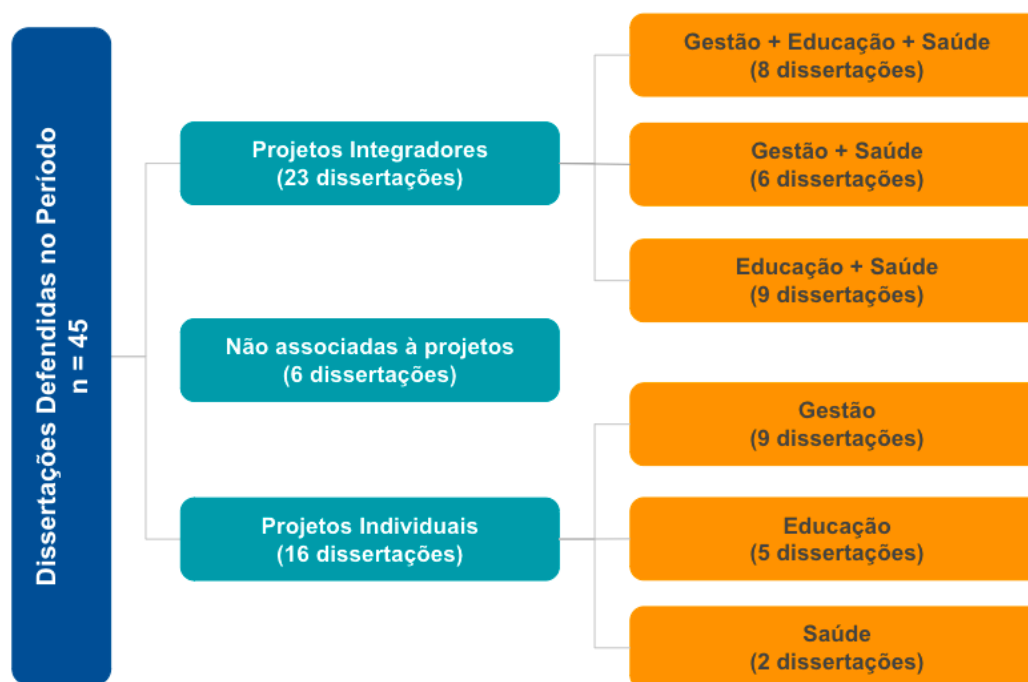 Dissertações Defendidas no Período
n = 45
Projetos Integradores
(23 dissertações)
Gestão + Educação + Saúde
(8 dissertações)
Gestão + Saúde
(6 dissertações)
Educação + Saúde
(9 dissertações)
Não associadas à projetos
(6 dissertações)
Projetos Individuais
(16 dissertações)
Gestão
(9 dissertações)
Educação
(5 dissertações)
Saúde
(2 dissertações)